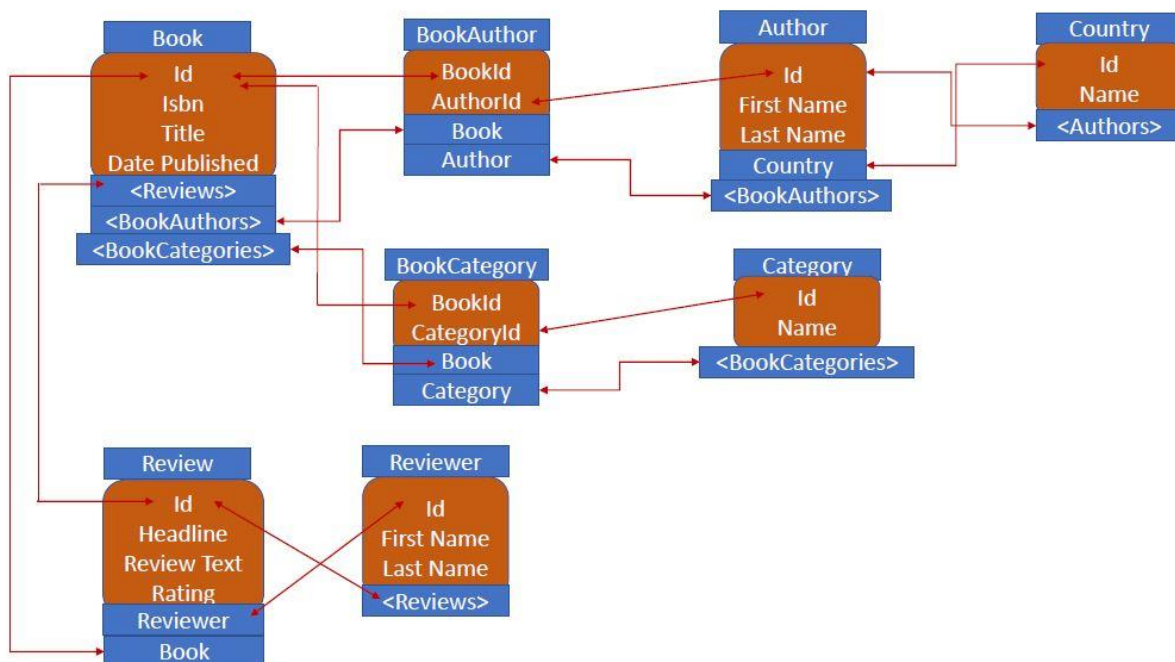 Book
Id
Isbn
Title
Date Published
<Reviews>
<BookAuthors>
<BookCategories>
BookAuthor
BookId
AuthorId
Book
Author
Author
Id
First Name
Last Name
Country
<BookAuthors>
Country
Id
Name
<Authors>
BookCategory
BookId
CategoryId
Book
Category
Category
Id
Name
<BookCategories>
Review
Id
Headline
Review Text
Rating
Reviewer
Book
Reviewer
Id
First Name
Last Name
<Reviews>